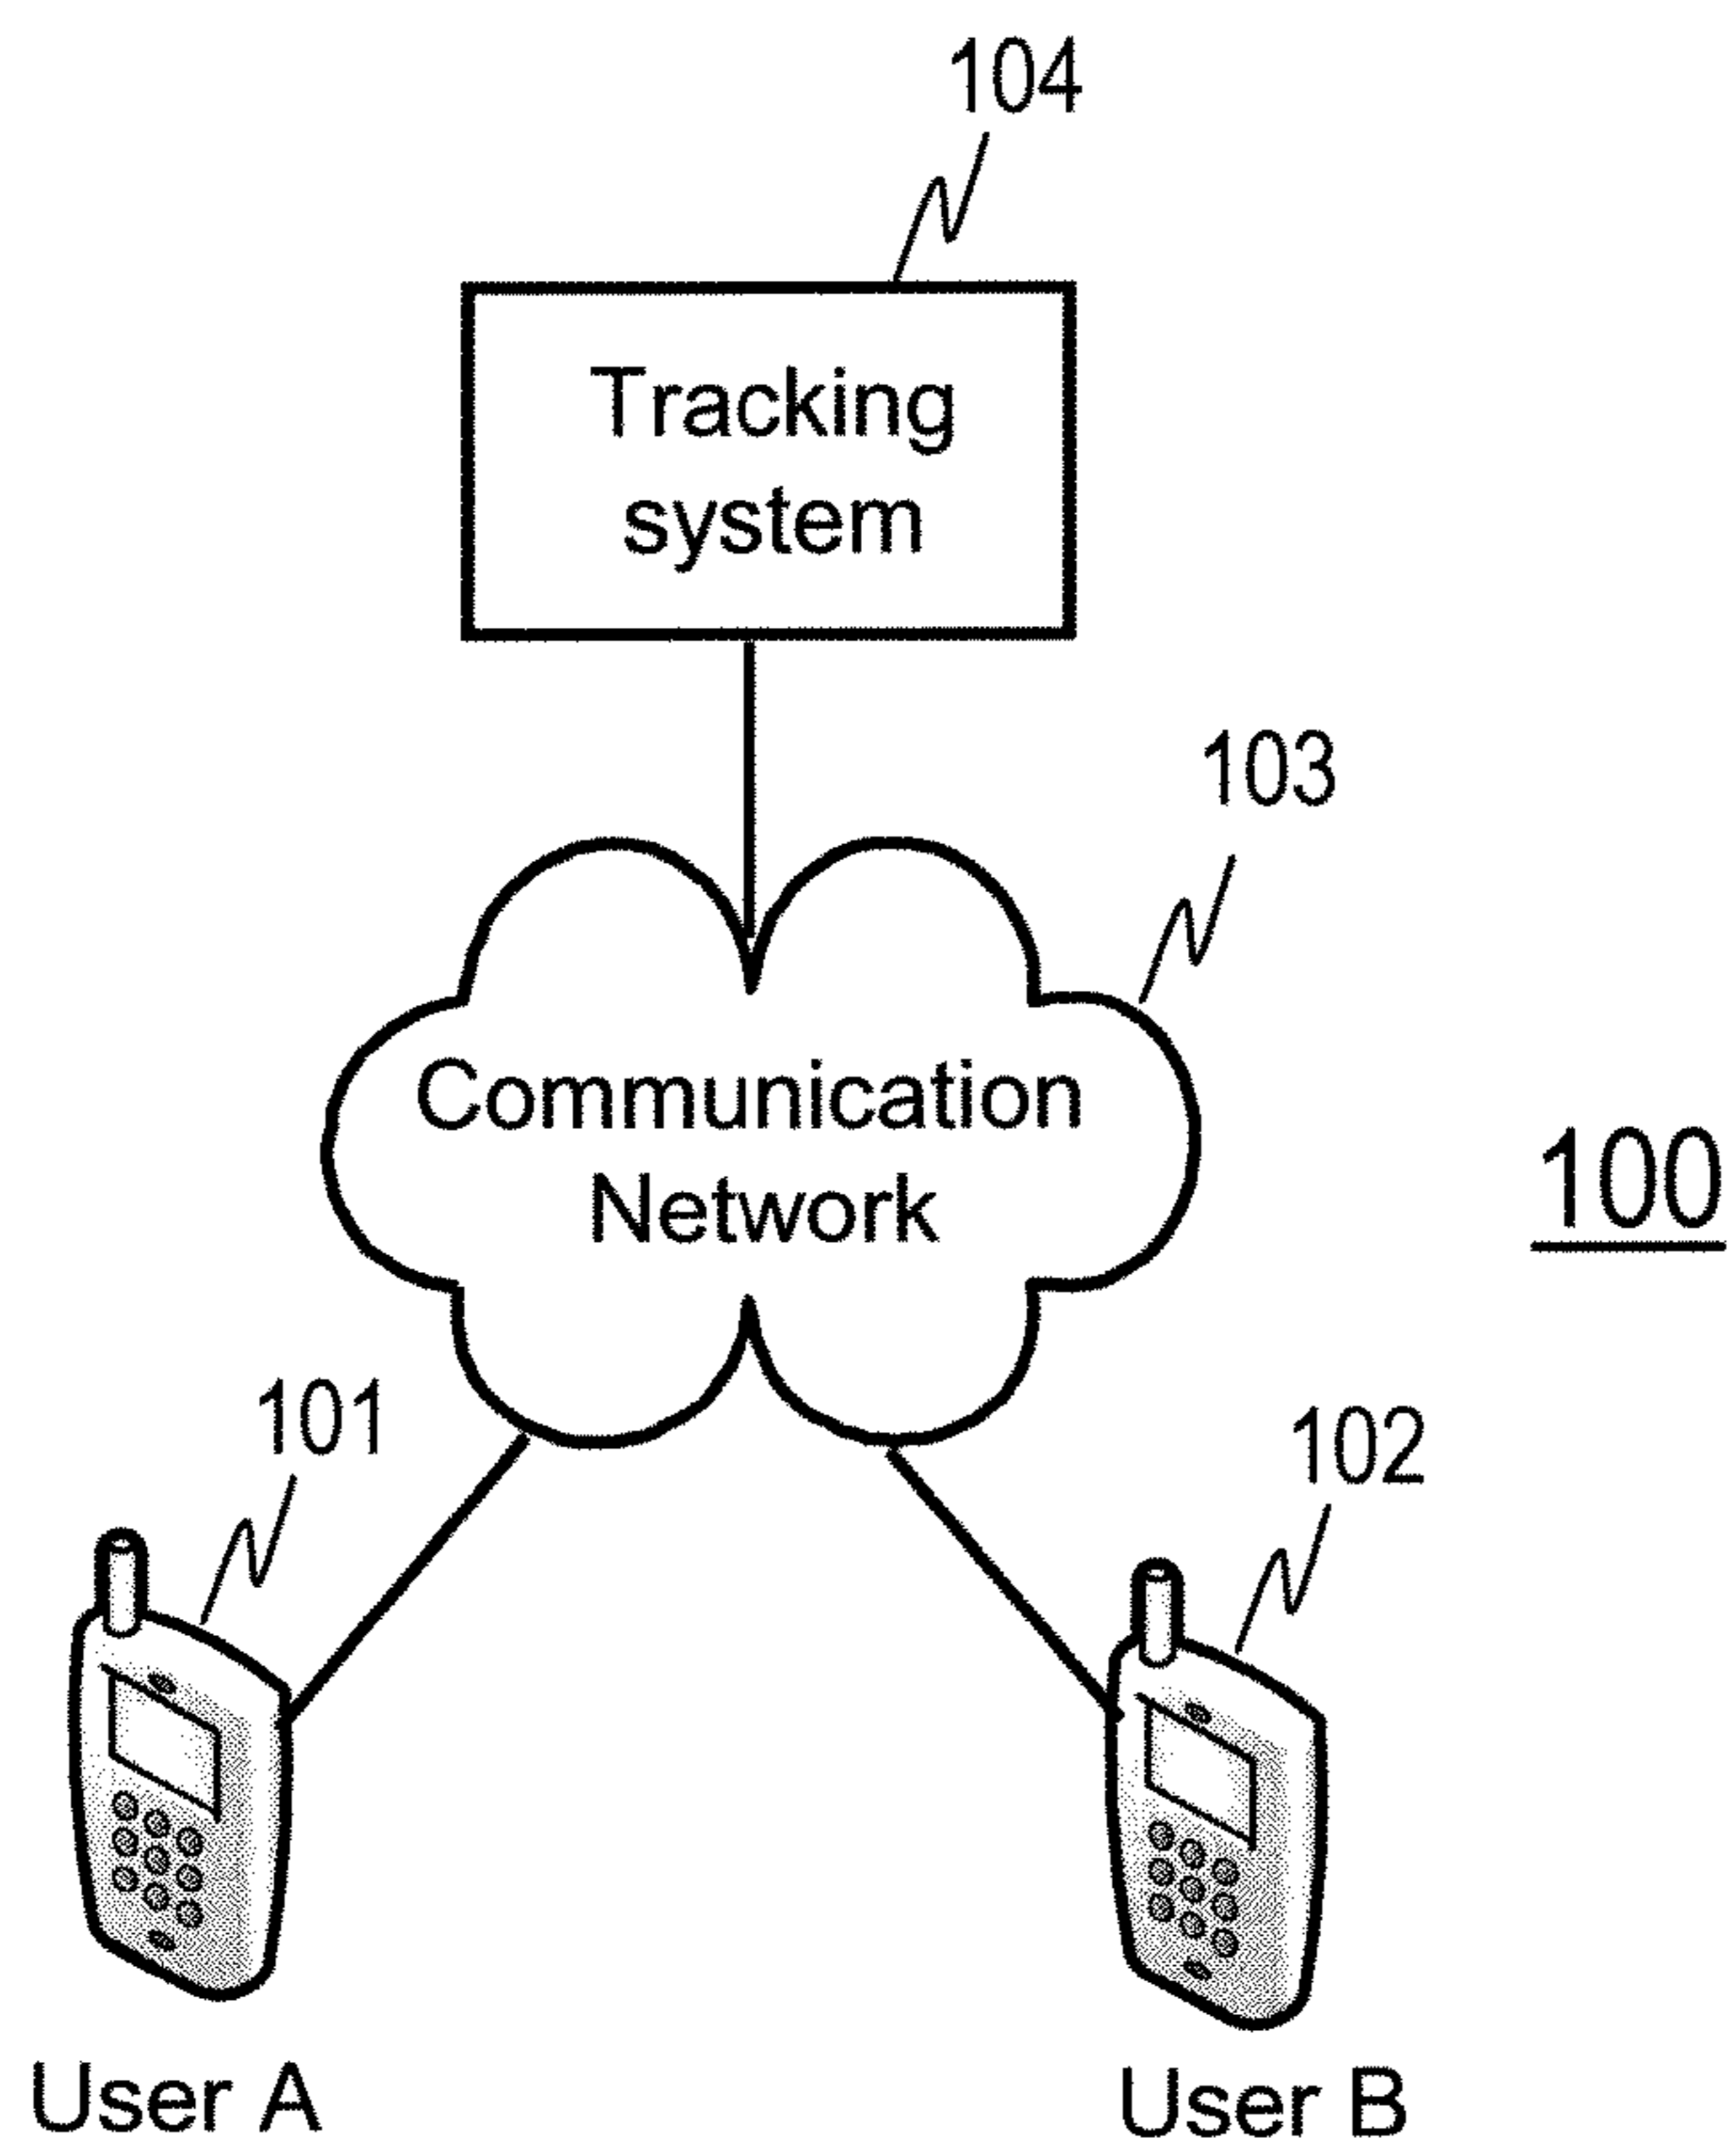 104
Tracking
system
103
Communication
Network
100
101
102
User A
User B